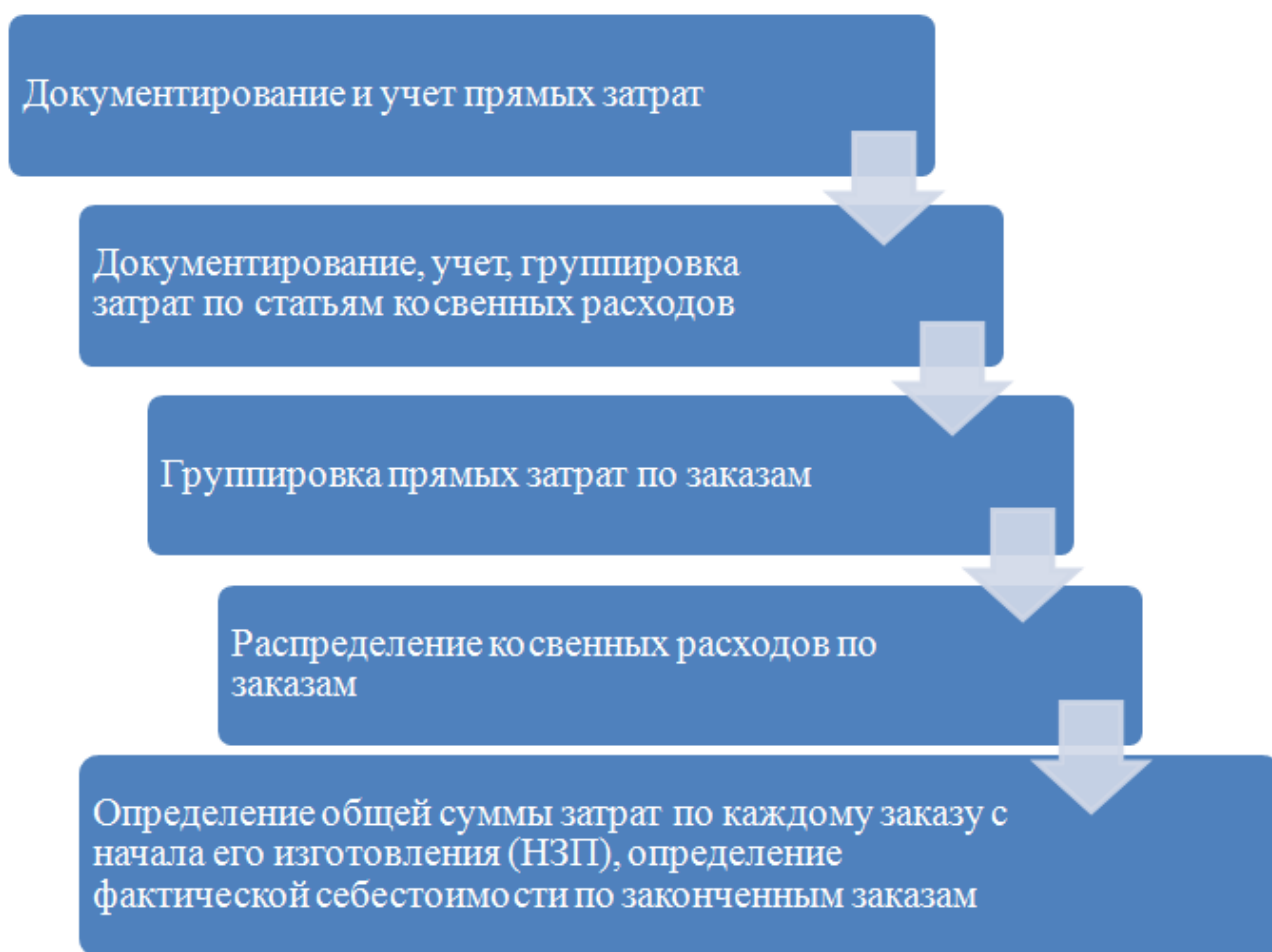 Документирование и учет прямых затрат
Документирование, учет, группировка
затрат по статьям косвенных расходов
Группировка прямых затрат по заказам
Распределение косвенных расходов по
заказам
Определение общей суммы затрат по каждому заказу с
начала его изготовления (НЗП), определение
фактической себестоимости по законченным заказам